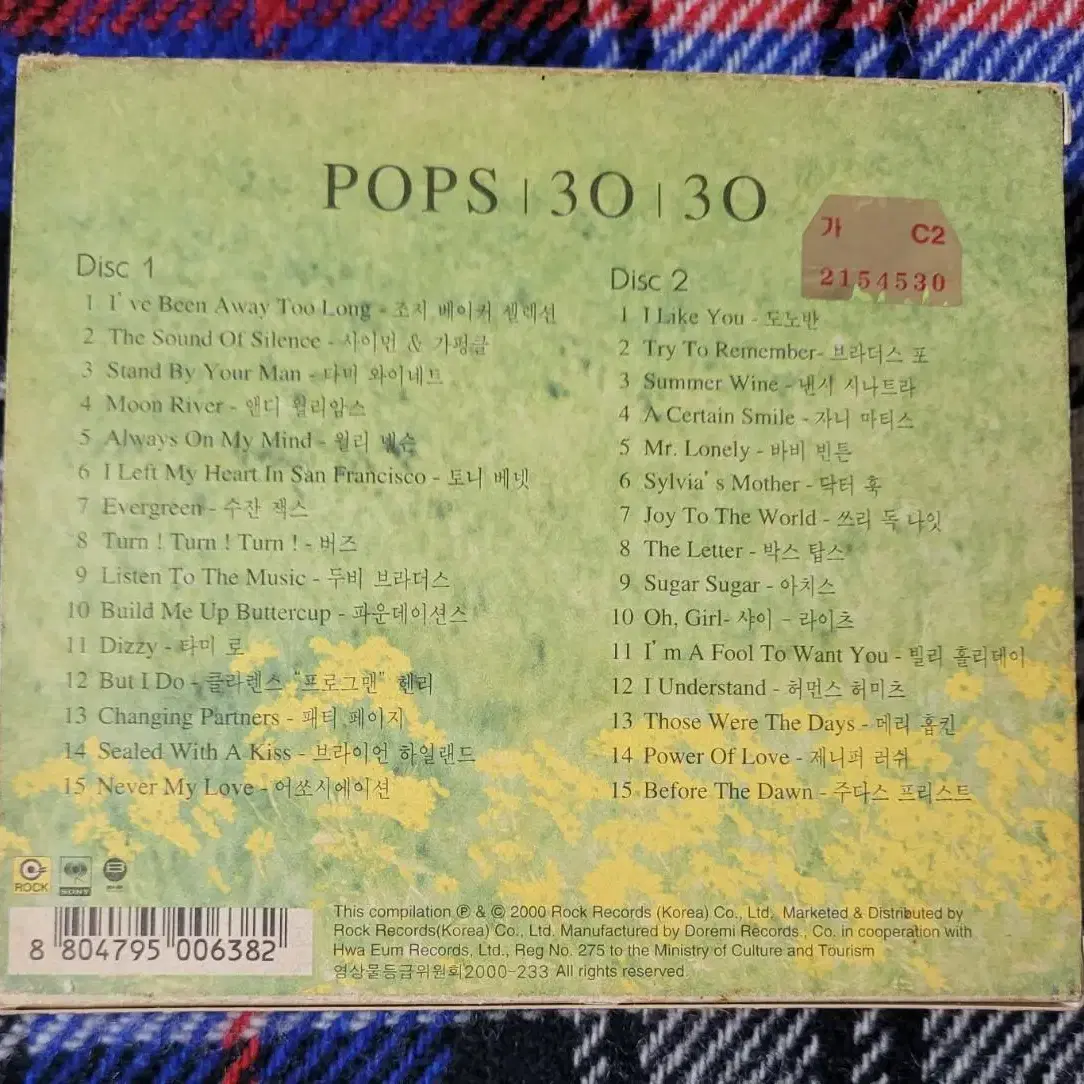 POPS | 30 | 30
가 C2
2154530
Disc 1
1 I've Been Away Too Long - 조지 베이커 셀렉션
2 The Sound Of Silence - 사이먼 & 가펑클
3 Stand By Your Man - 타미 와이네트
4 Moon River - 앤디 윌리암스
5 Always On My Mind - 윌리 넬슨
6 I Left My Heart In San Francisco - 토니 베넷
7 Evergreen - 수잔 잭스
8 Turn ! Turn ! Turn ! - 버즈
9 Listen To The Music - 두비 브라더스
10 Build Me Up Buttercup - 파운데이션스
11 Dizzy - 타미 로
12 But I Do - 클라렌스 "프로그맨" 헨리
13 Changing Partners - 패티 페이지
14 Sealed With A Kiss - 브라이언 하일랜드
15 Never My Love - 어쏘시에이션
Disc 2
1 I Like You - 도노반
2 Try To Remember- 브라더스 포
3 Summer Wine - 낸시 시나트라
4 A Certain Smile - 자니 마티스
5 Mr. Lonely - 바비 빈튼
6 Sylvia's Mother - 닥터 훅
7 Joy To The World - 쓰리 독 나잇
8 The Letter - 박스 탑스
9 Sugar Sugar - 아치스
10 Oh, Girl- 샤이 - 라이츠
11 I'm A Fool To Want You - 빌리 홀리데이
12 I Understand - 허먼스 허미츠
13 Those Were The Days - 메리 홉킨
14 Power Of Love - 제니퍼 러쉬
15 Before The Dawn - 주다스 프리스트
ROCK
SONY
8 804795 006382
This compilation ℗ & © 2000 Rock Records (Korea) Co., Ltd. Marketed & Distributed by
Rock Records(Korea) Co., Ltd. Manufactured by Doremi Records., Co. in cooperation with
Hwa Eum Records, Ltd., Reg No. 275 to the Ministry of Culture and Tourism
영상물등급위원회2000-233 All rights reserved.